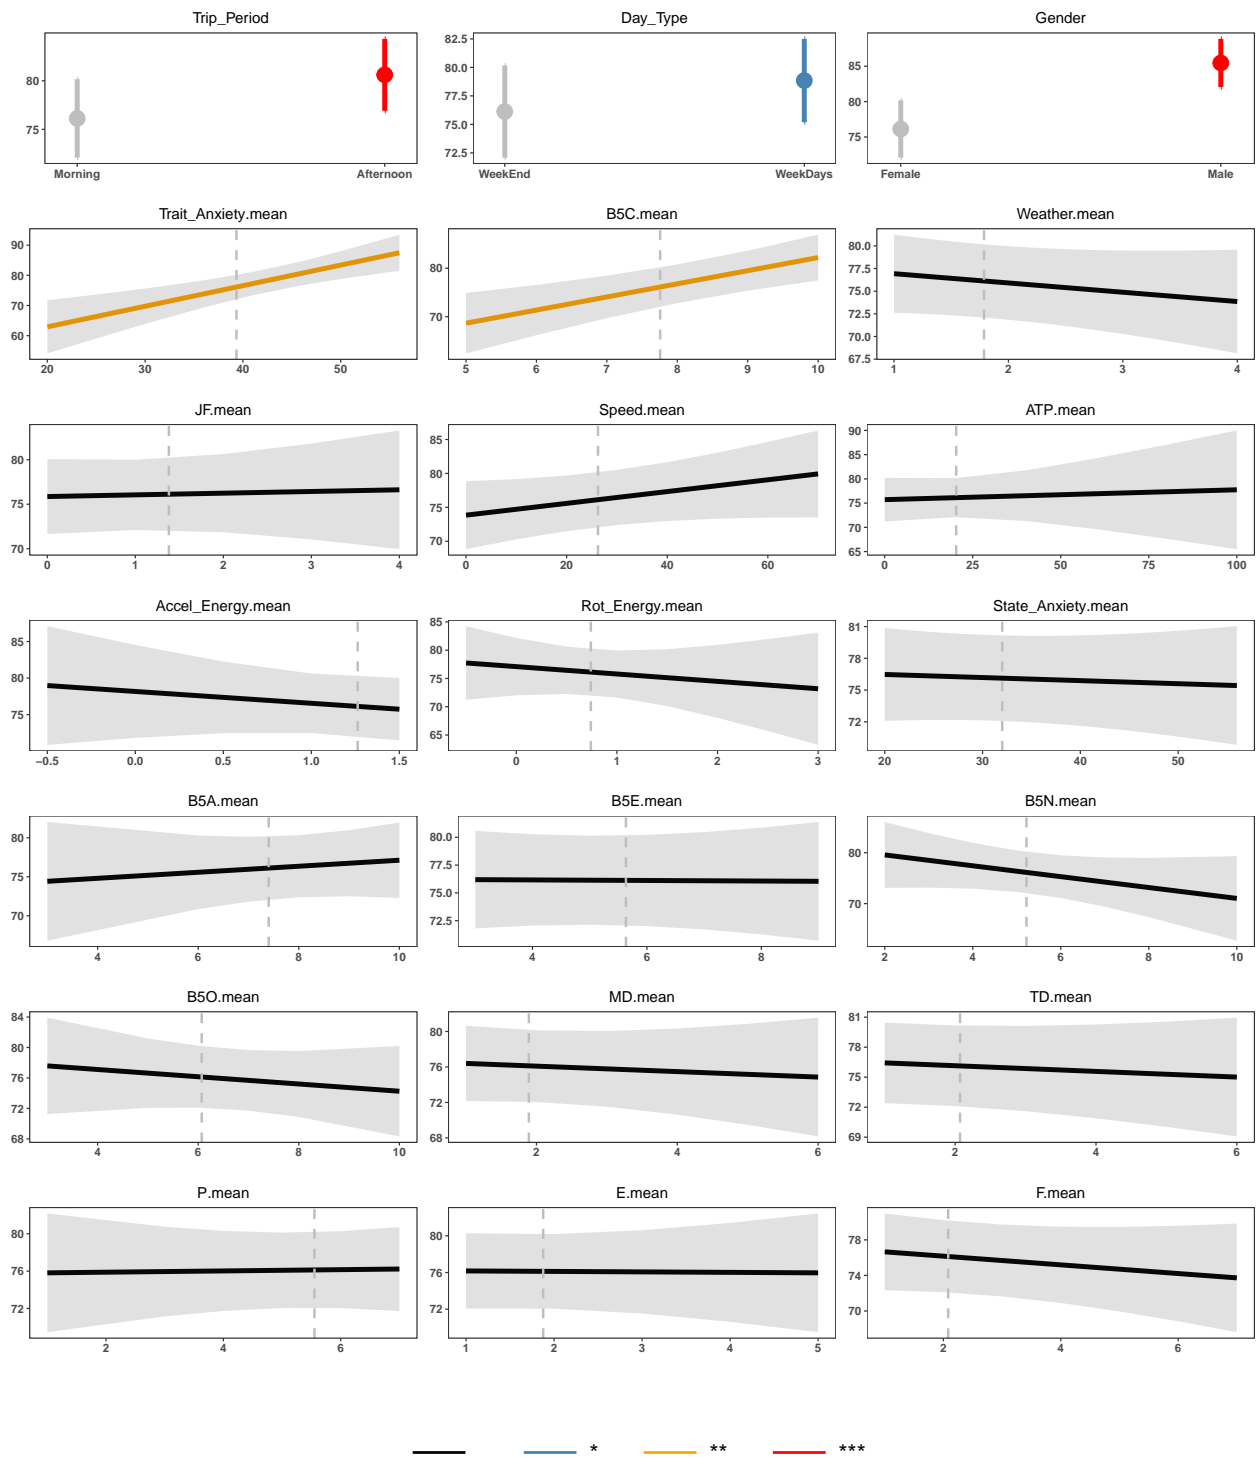 Trip_Period Day_Type Gender
80
75
Morning Afternoon
82.5
80.0
77.5
75.0
72.5
WeekEnd WeekDays
85
80
75
Female Male
Trait_Anxiety.mean B5C.mean Weather.mean
90
80
70
60
20 30 40 50
80
70
5 6 7 8 9 10
80.0
77.5
75.0
72.5
70.0
67.5
1 2 3 4
JF.mean Speed.mean ATP.mean
80
75
70
0 1 2 3 4
85
80
75
70
0 20 40 60
90
85
80
75
70
65
0 25 50 75 100
Accel_Energy.mean Rot_Energy.mean State_Anxiety.mean
85
80
75
−0.5 0.0 0.5 1.0 1.5
85
80
75
70
65
0 1 2 3
81
78
75
72
20 30 40 50
B5A.mean B5E.mean B5N.mean
80
75
70
4 6 8 10
80.0
77.5
75.0
72.5
4 6 8
80
70
2 4 6 8 10
B5O.mean MD.mean TD.mean
84
80
76
72
68
4 6 8 10
80
76
72
68
2 4 6
81
78
75
72
69
2 4 6
P.mean E.mean F.mean
80
76
72
2 4 6
80
76
72
1 2 3 4 5
78
74
70
2 4 6
* ** ***